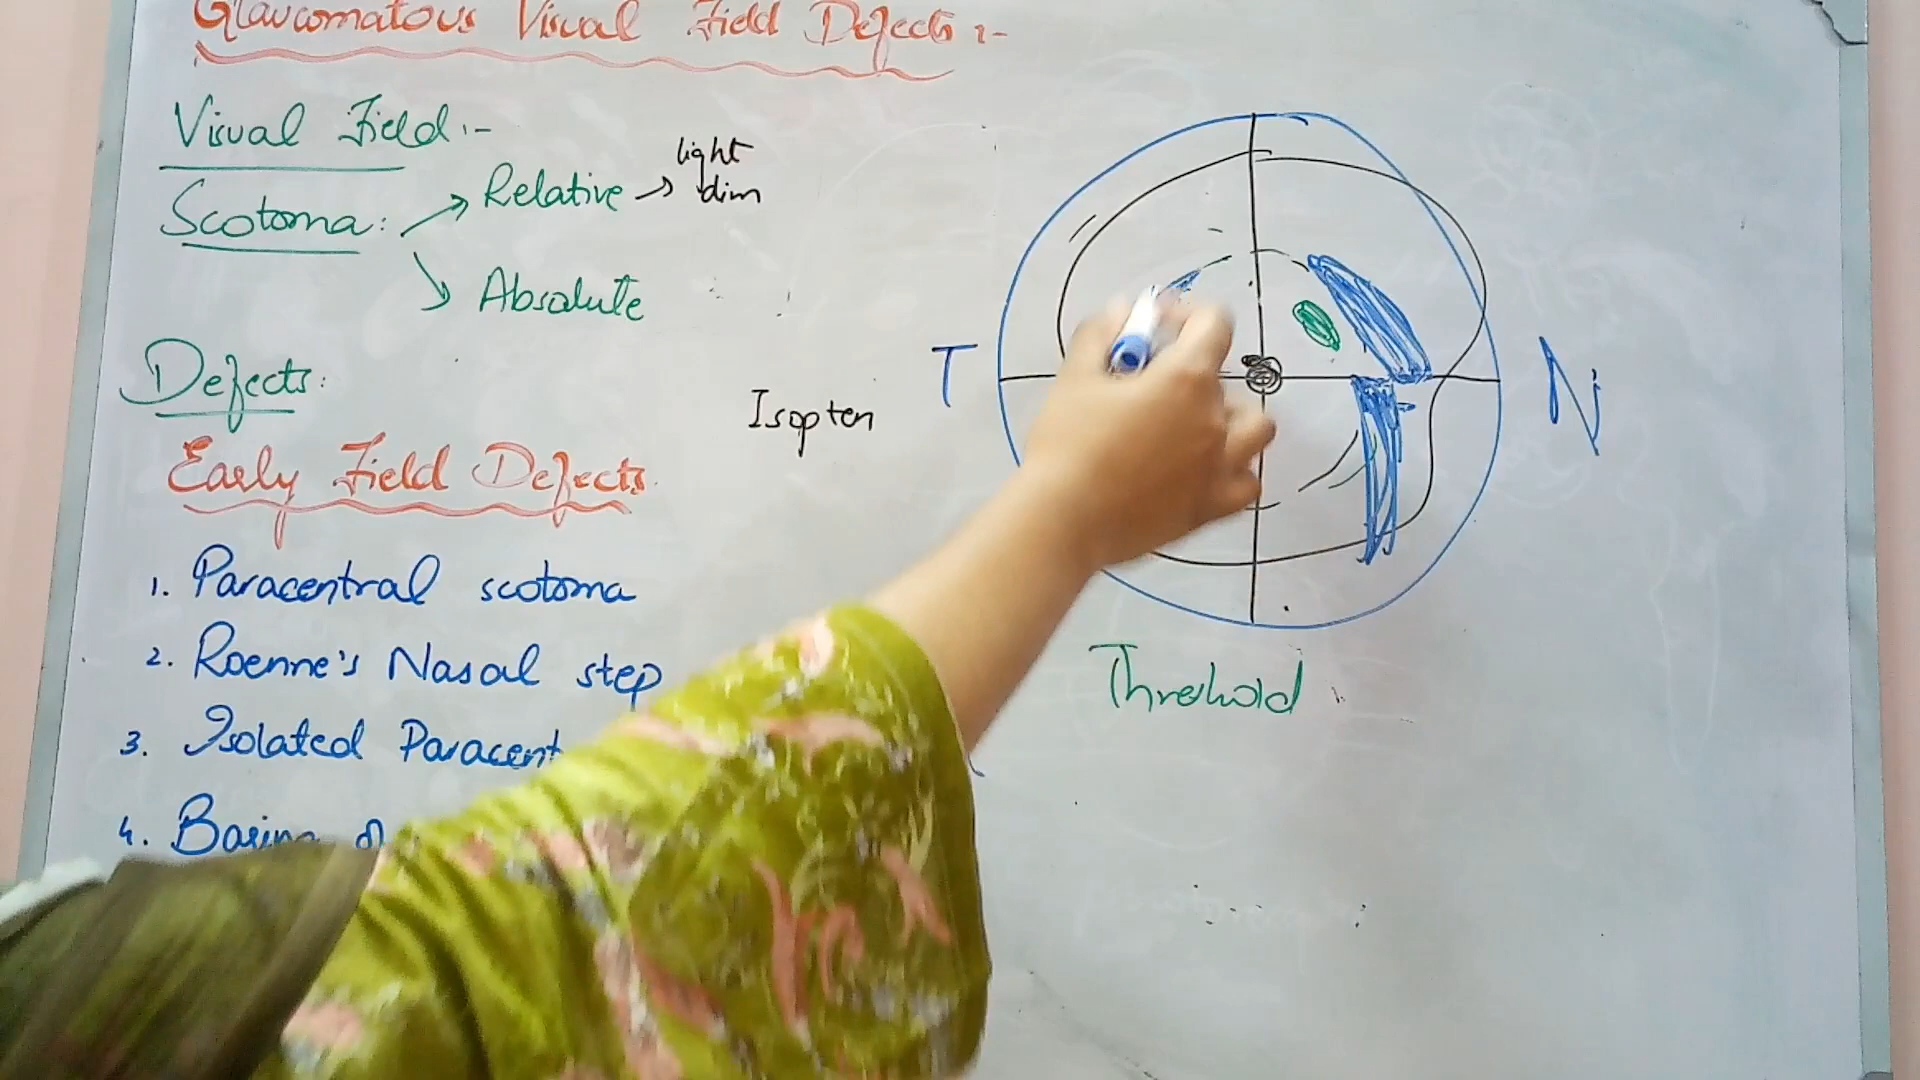 Glaucomatous Visual Field Defects :-
Visual Field :-
Scotoma :
Relative → light dim
Absolute
Defects :
Isopter
T
N
Early Field Defects
1. Paracentral scotoma
2. Roenne's Nasal step
3. Isolated Paracent
4.
Threshold